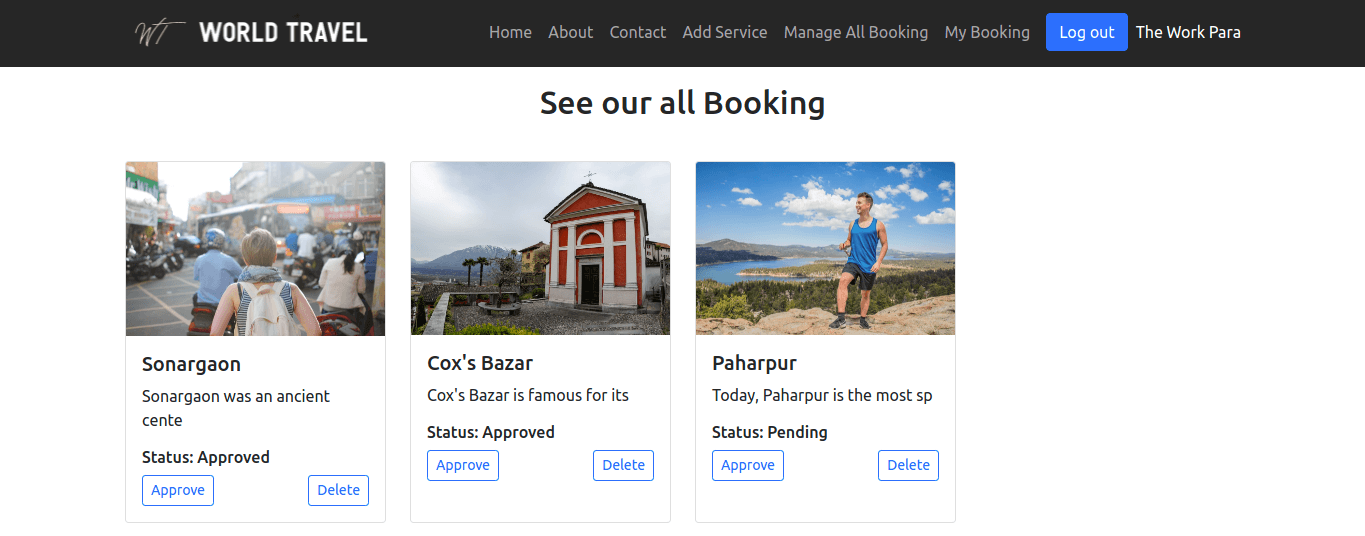 WT WORLD TRAVEL Home About Contact Add Service Manage All Booking My Booking Log out The Work Para
See our all Booking
Sonargaon
Sonargaon was an ancient
cente
Status: Approved
Approve Delete
Cox's Bazar
Cox's Bazar is famous for its
Status: Approved
Approve Delete
Paharpur
Today, Paharpur is the most sp
Status: Pending
Approve Delete